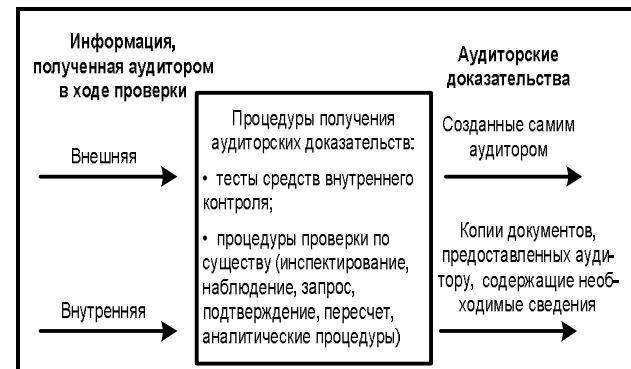 Информация,
полученная аудитором
в ходе проверки
Внешняя
Внутренняя
Процедуры получения
аудиторских доказательств:
• тесты средств внутреннего
контроля;
• процедуры проверки по
существу (инспектирование,
наблюдение, запрос,
подтверждение, пересчет,
аналитические процедуры)
Аудиторские
доказательства
Созданные самим
аудитором
Копии документов,
предоставленных ауди-
тору, содержащие необ-
ходимые сведения